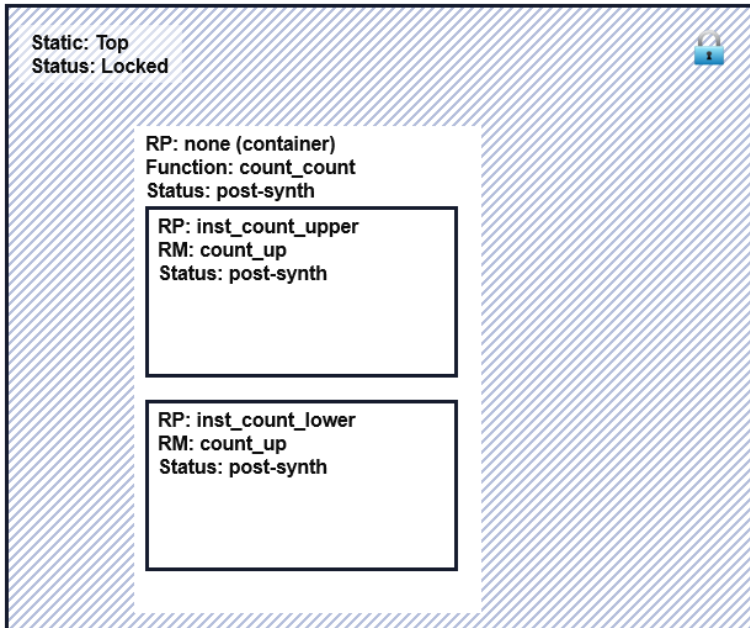 Static: Top
Status: Locked
RP: none (container)
Function: count_count
Status: post-synth
RP: inst_count_upper
RM: count_up
Status: post-synth
RP: inst_count_lower
RM: count_up
Status: post-synth